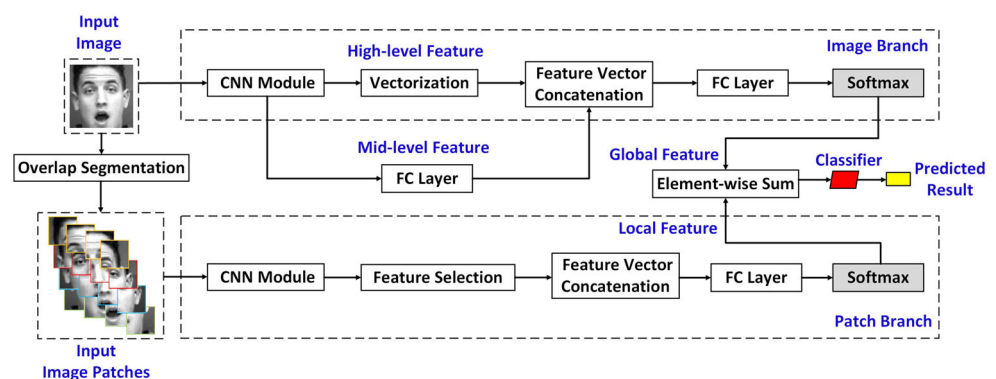 Input
Image
High-level Feature
Image Branch
CNN Module
Vectorization
Feature Vector
Concatenation
FC Layer
Softmax
Mid-level Feature
FC Layer
Overlap Segmentation
Global Feature
Element-wise Sum
Classifier
Predicted
Result
Local Feature
CNN Module
Feature Selection
Feature Vector
Concatenation
FC Layer
Softmax
Patch Branch
Input
Image Patches